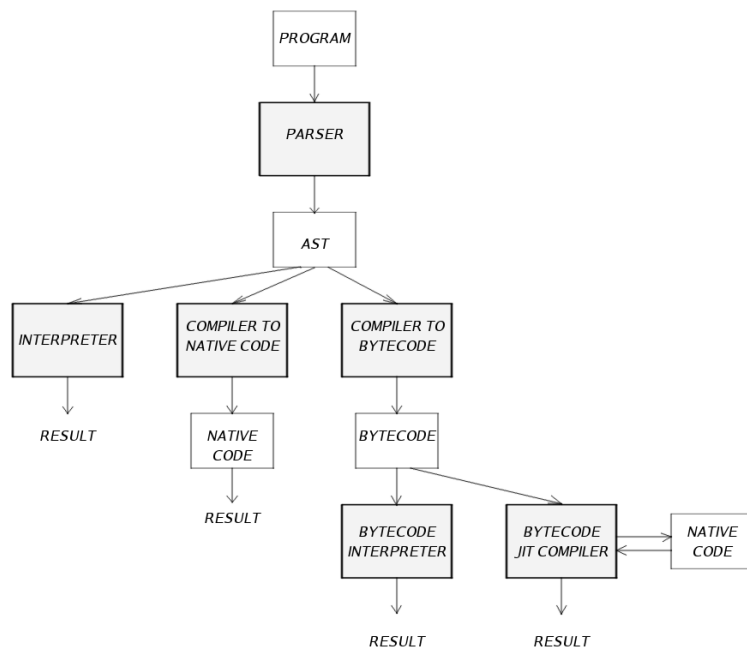 PROGRAM
PARSER
AST
INTERPRETER
COMPILER TO
NATIVE CODE
COMPILER TO
BYTECODE
RESULT
NATIVE
CODE
BYTECODE
RESULT
BYTECODE
INTERPRETER
BYTECODE
JIT COMPILER
NATIVE
CODE
RESULT
RESULT